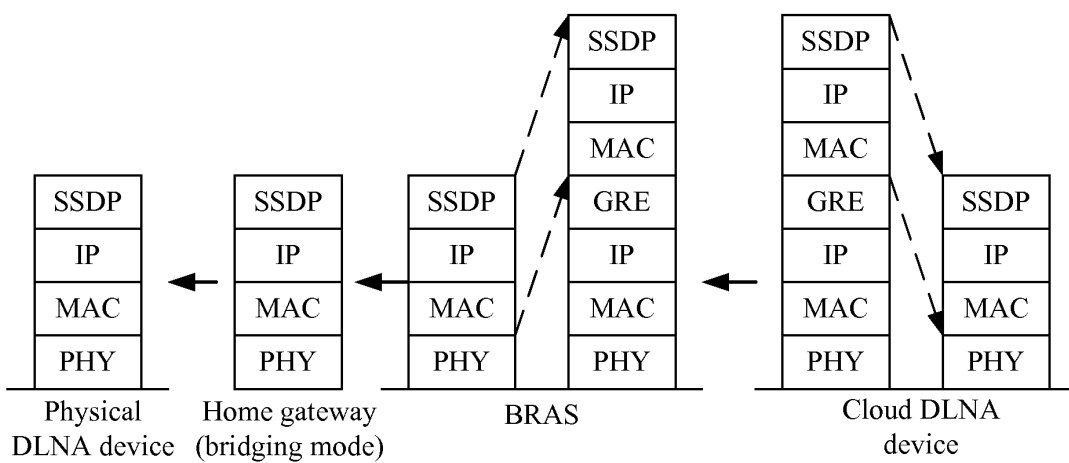 SSDP
IP
MAC
PHY
Physical
DLNA device
SSDP
IP
MAC
PHY
Home gateway
(bridging mode)
SSDP
IP
MAC
PHY
SSDP
IP
MAC
GRE
IP
MAC
PHY
BRAS
SSDP
IP
MAC
GRE
IP
MAC
PHY
SSDP
IP
MAC
PHY
Cloud DLNA
device